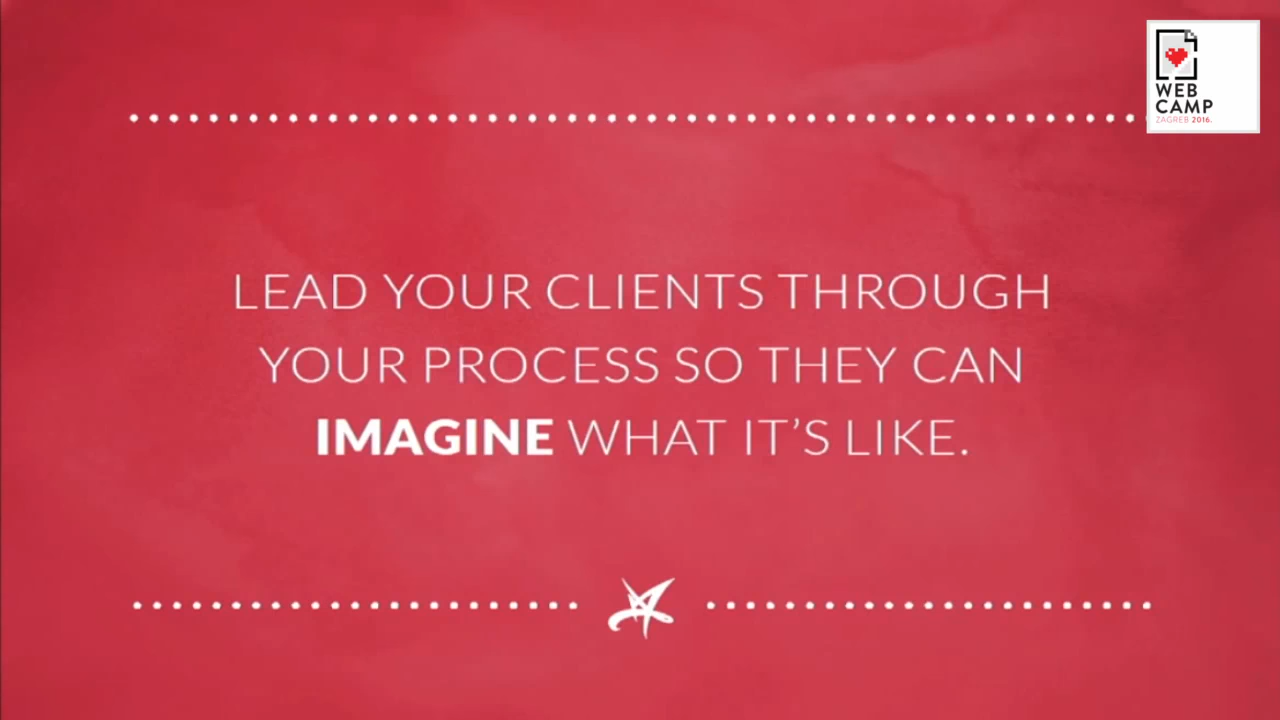 WEB
CAMP
ZAGREB 2016.
LEAD YOUR CLIENTS THROUGH
YOUR PROCESS SO THEY CAN
IMAGINE WHAT IT’S LIKE.